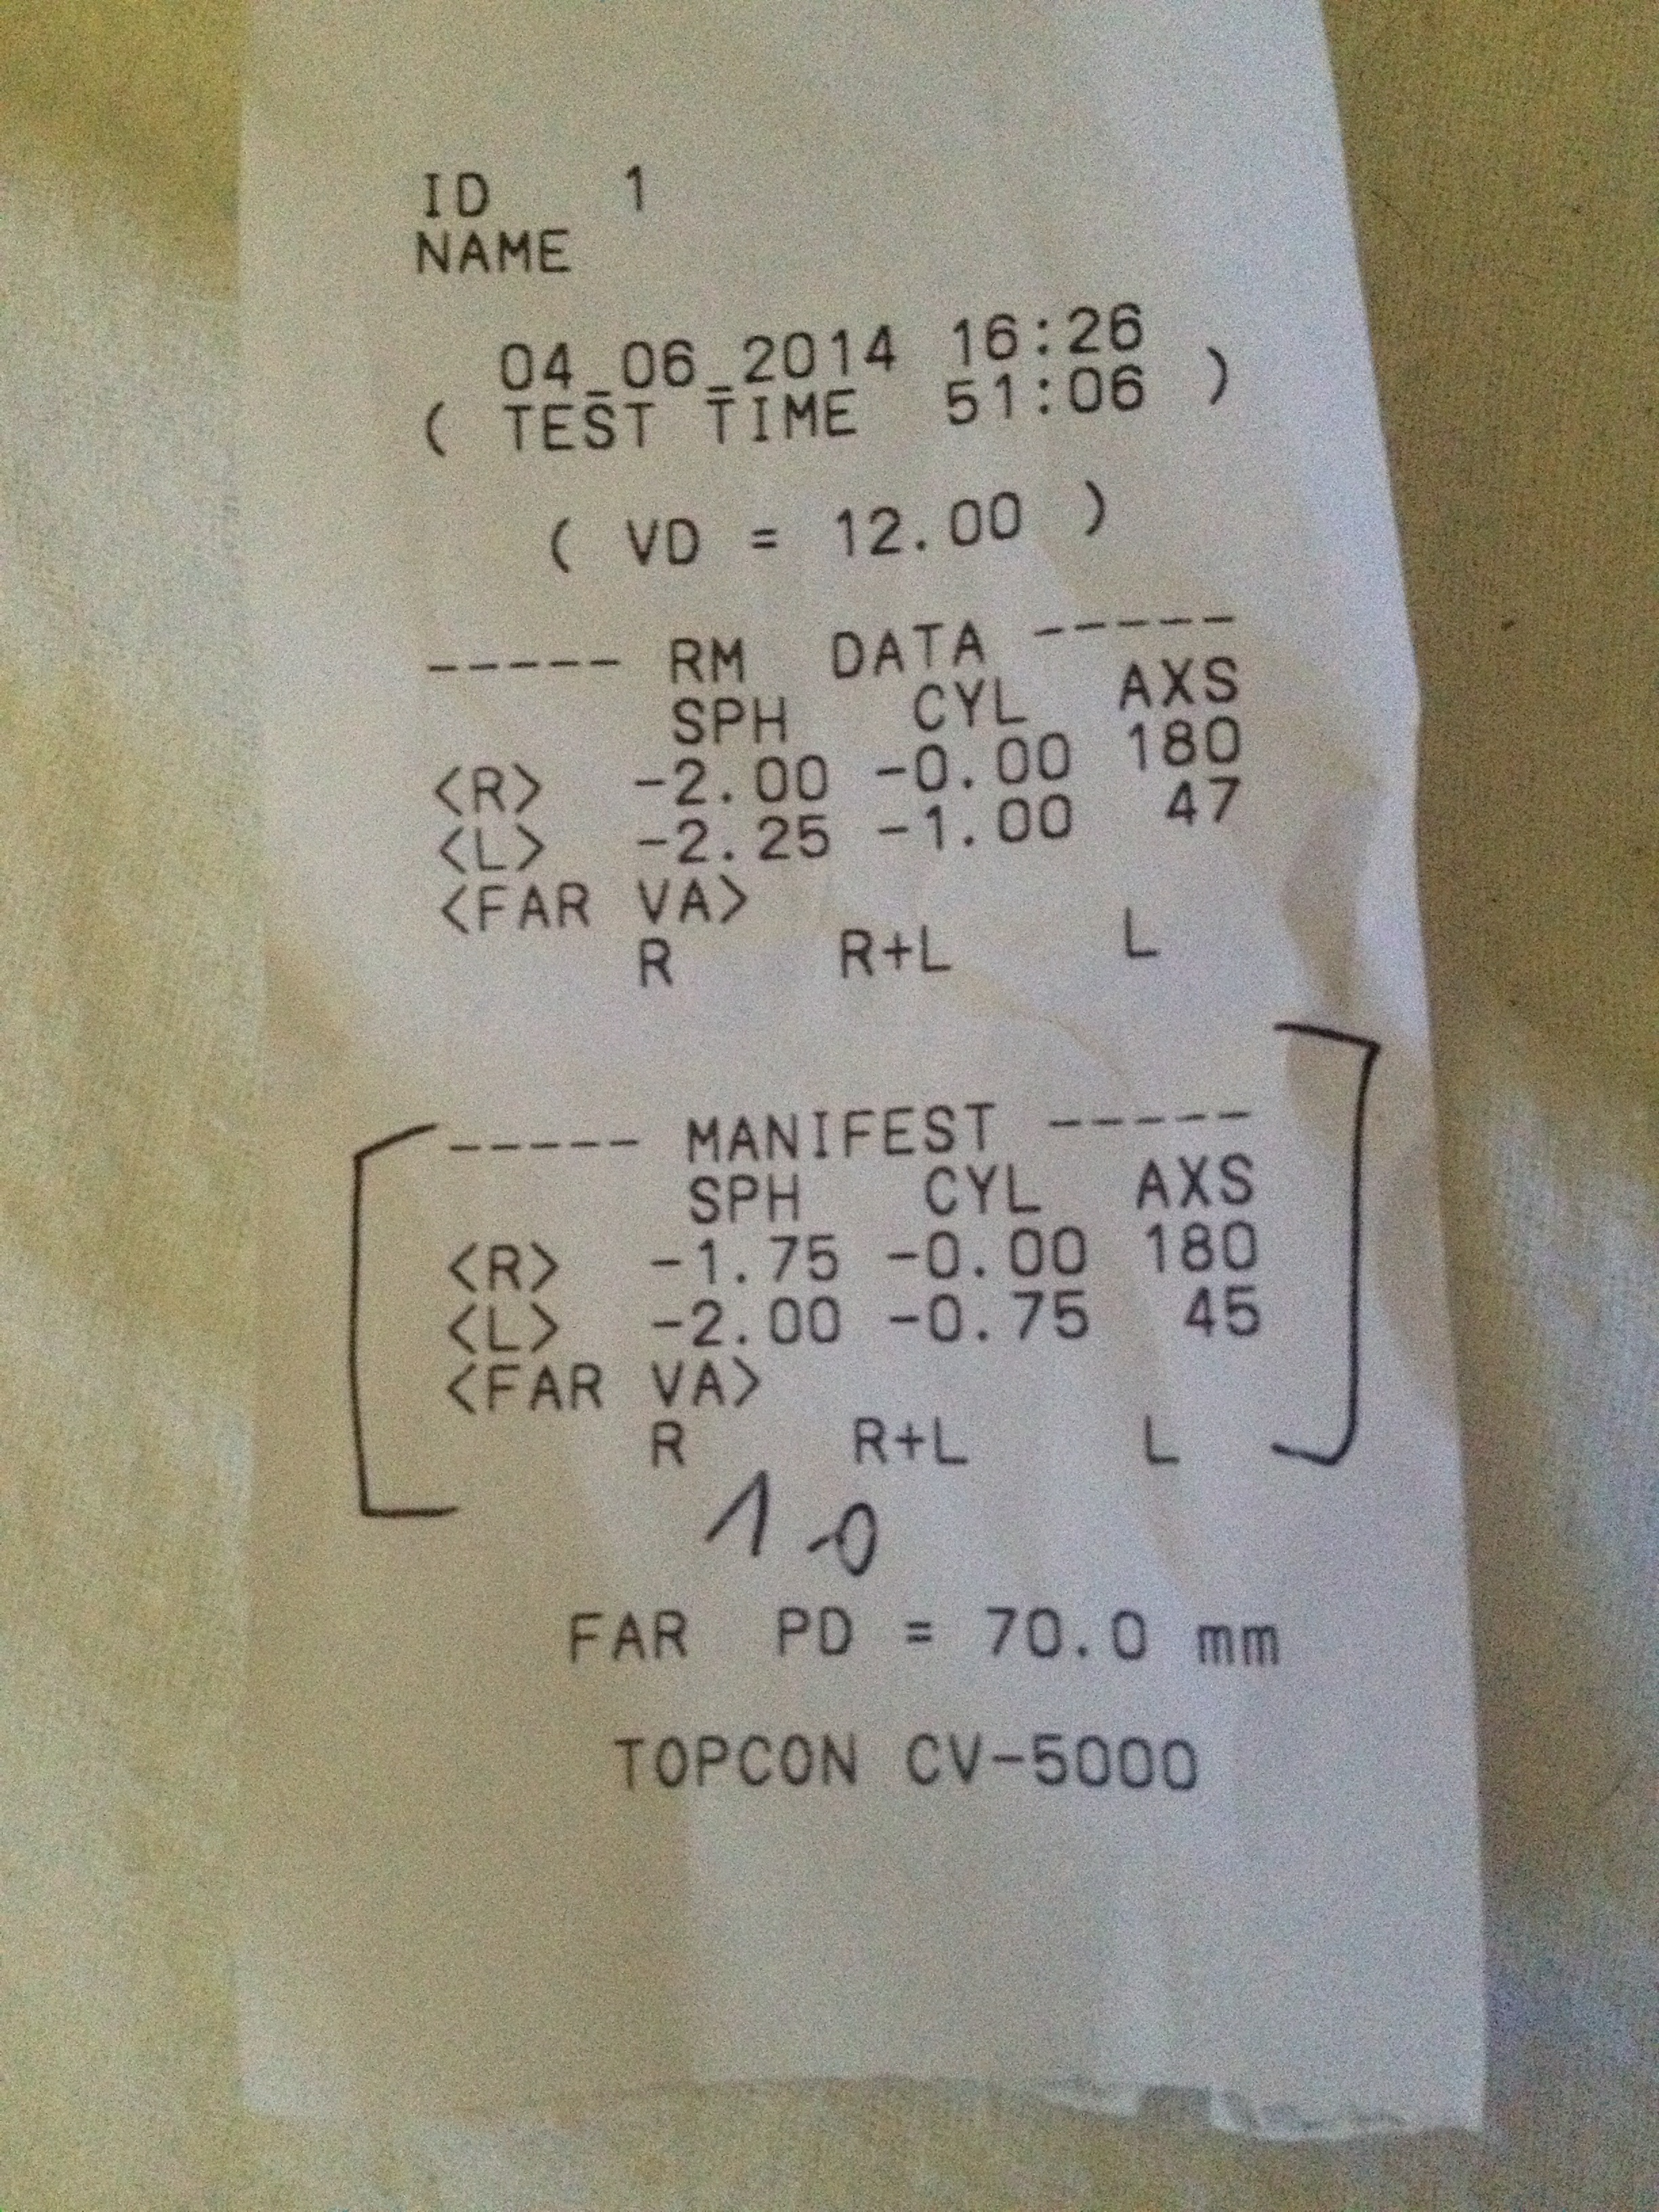 ID 1
NAME
04_06_2014 16:26
( TEST TIME 51:06 )
( VD = 12.00 )
----- RM DATA -----
SPH CYL AXS
<R> -2.00 -0.00 180
<L> -2.25 -1.00 47
<FAR VA>
R R+L L
----- MANIFEST -----
SPH CYL AXS
<R> -1.75 -0.00 180
<L> -2.00 -0.75 45
<FAR VA>
R R+L L
1.0
FAR PD = 70.0 mm
TOPCON CV-5000